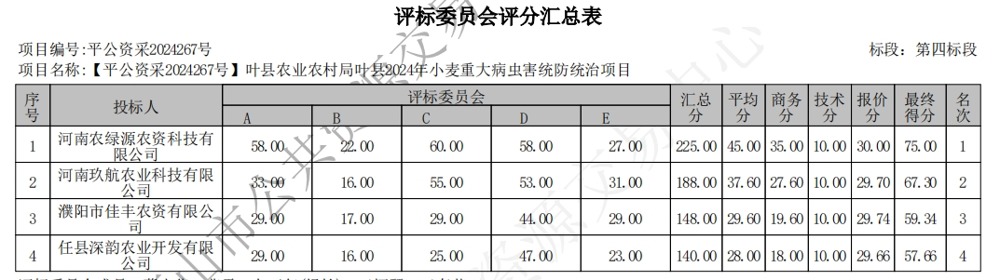 评标委员会评分汇总表
项目编号:平公资采2024267号 标段：第四标段
项目名称:【平公资采2024267号】叶县农业农村局叶县2024年小麦重大病虫害统防统治项目
序号 投标人 评标委员会 汇总分 平均分 商务分 技术分 报价分 最终得分 名次
A B C D E
1 河南农绿源农资科技有限公司 58.00 22.00 60.00 58.00 27.00 225.00 45.00 35.00 10.00 30.00 75.00 1
2 河南玖航农业科技有限公司 33.00 16.00 55.00 53.00 31.00 188.00 37.60 27.60 10.00 29.70 67.30 2
3 濮阳市佳丰农资有限公司 29.00 17.00 29.00 44.00 29.00 148.00 29.60 19.60 10.00 29.74 59.34 3
4 任县深韵农业开发有限公司 29.00 16.00 25.00 47.00 23.00 140.00 28.00 18.00 10.00 29.66 57.66 4